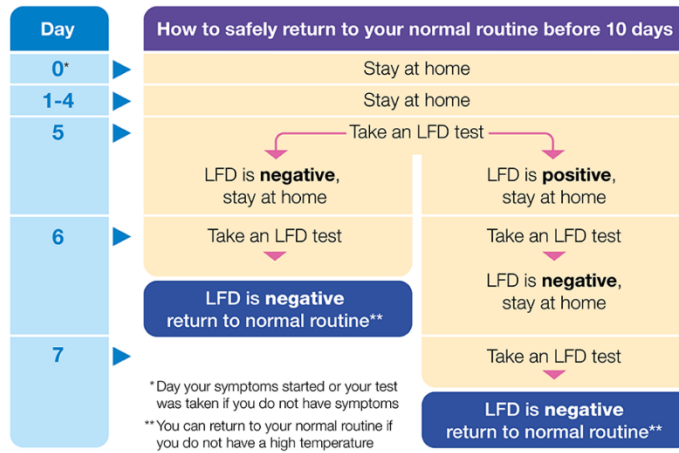 Day
How to safely return to your normal routine before 10 days
0*
Stay at home
1-4
Stay at home
5
Take an LFD test
LFD is negative,
stay at home
LFD is positive,
stay at home
6
Take an LFD test
Take an LFD test
LFD is negative
return to normal routine**
LFD is negative,
stay at home
7
Take an LFD test
* Day your symptoms started or your test
was taken if you do not have symptoms
** You can return to your normal routine if
you do not have a high temperature
LFD is negative
return to normal routine**